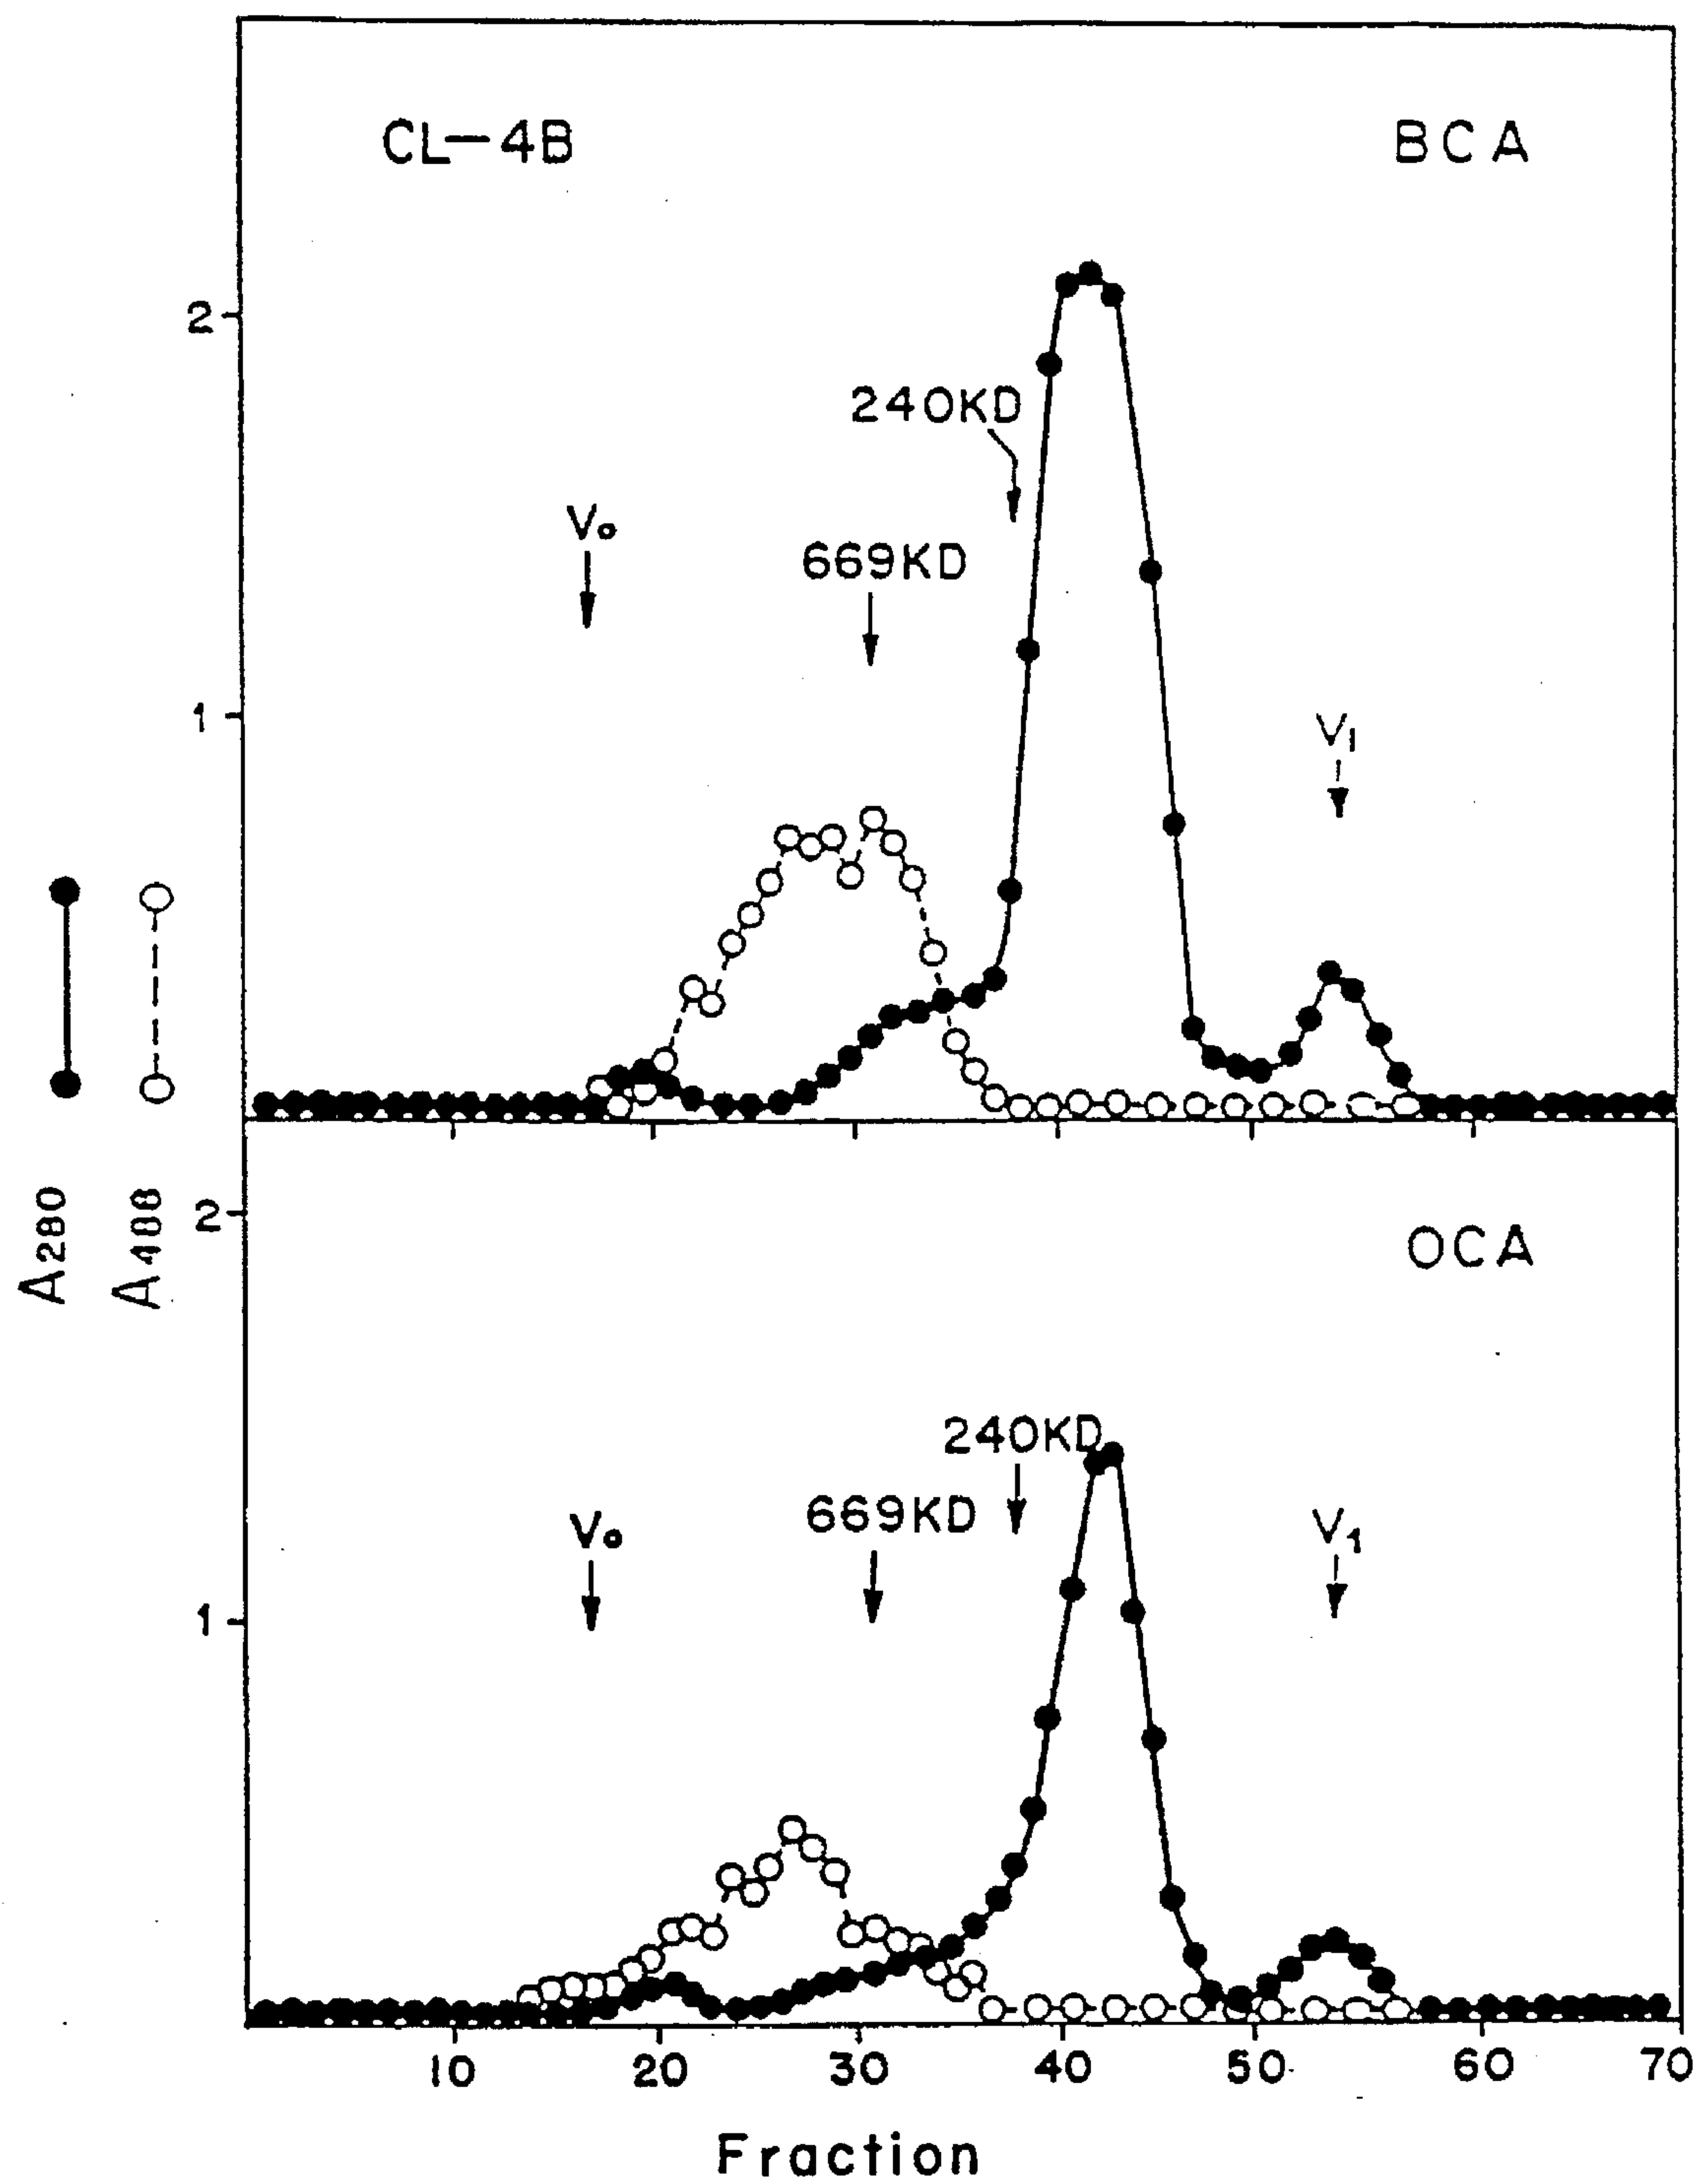 CL-4B
BCA
2
240KD
Vo
669KD
1
V1
A280
A488
2
OCA
240KD
669KD
Vo
V1
1
10 20 30 40 50 60 70
Fraction